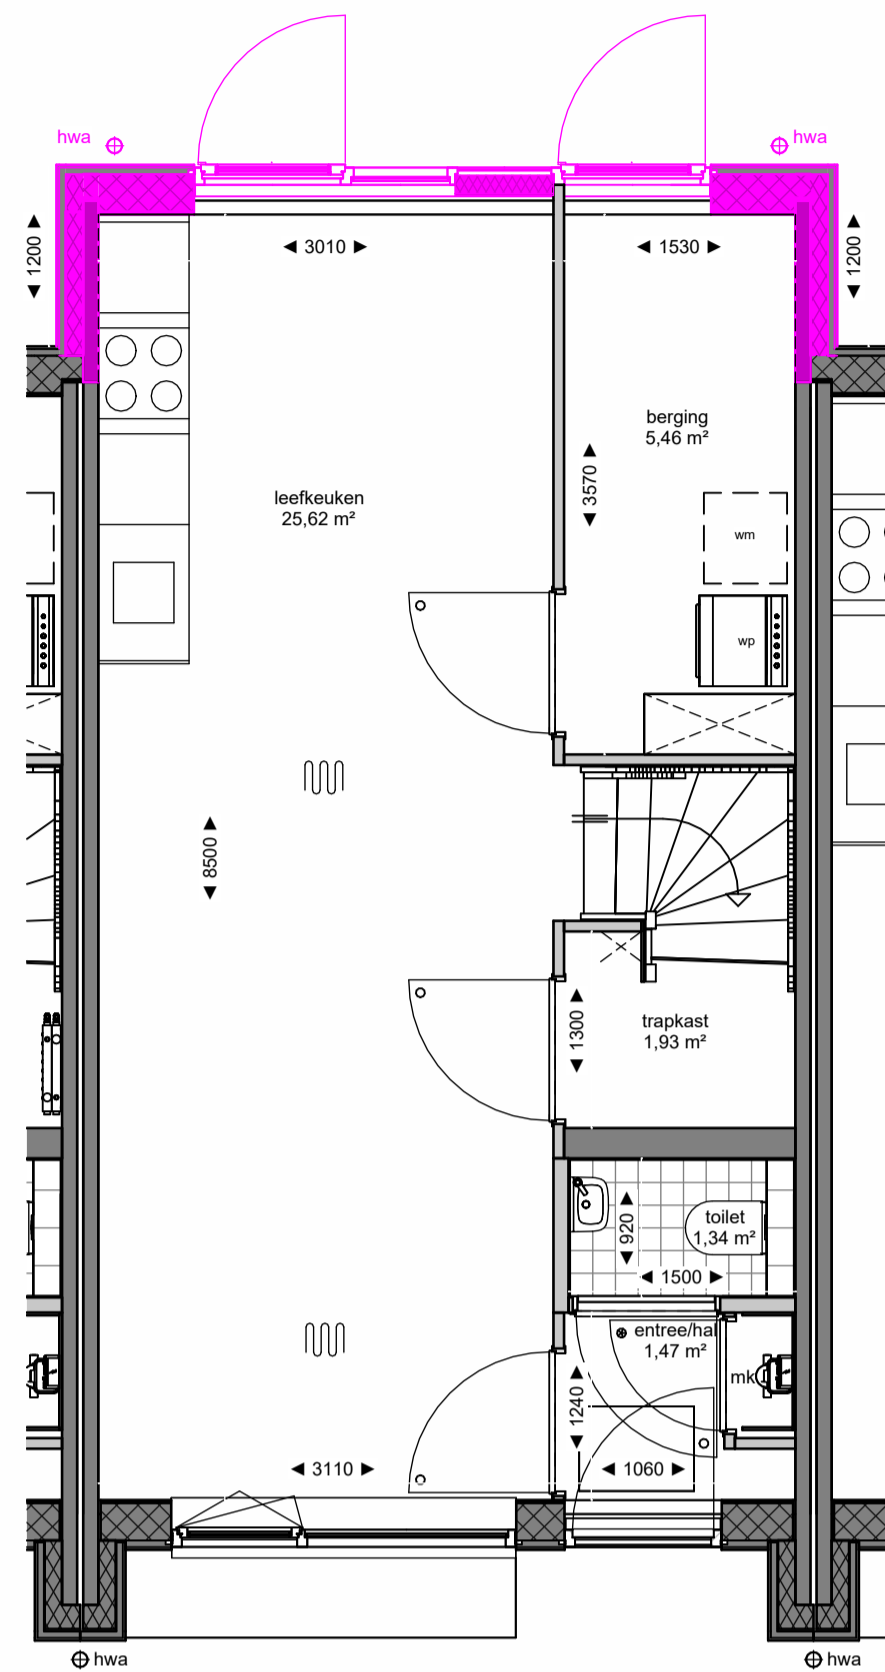 hwa
hwa
1200
3010
1530
1200
berging
5,46 m²
3570
leefkeuken
25,62 m²
wm
wp
8500
1300
trapkast
1,93 m²
920
toilet
1,34 m²
1500
entree/hal
1,47 m²
mk
1240
3110
1060
hwa
hwa